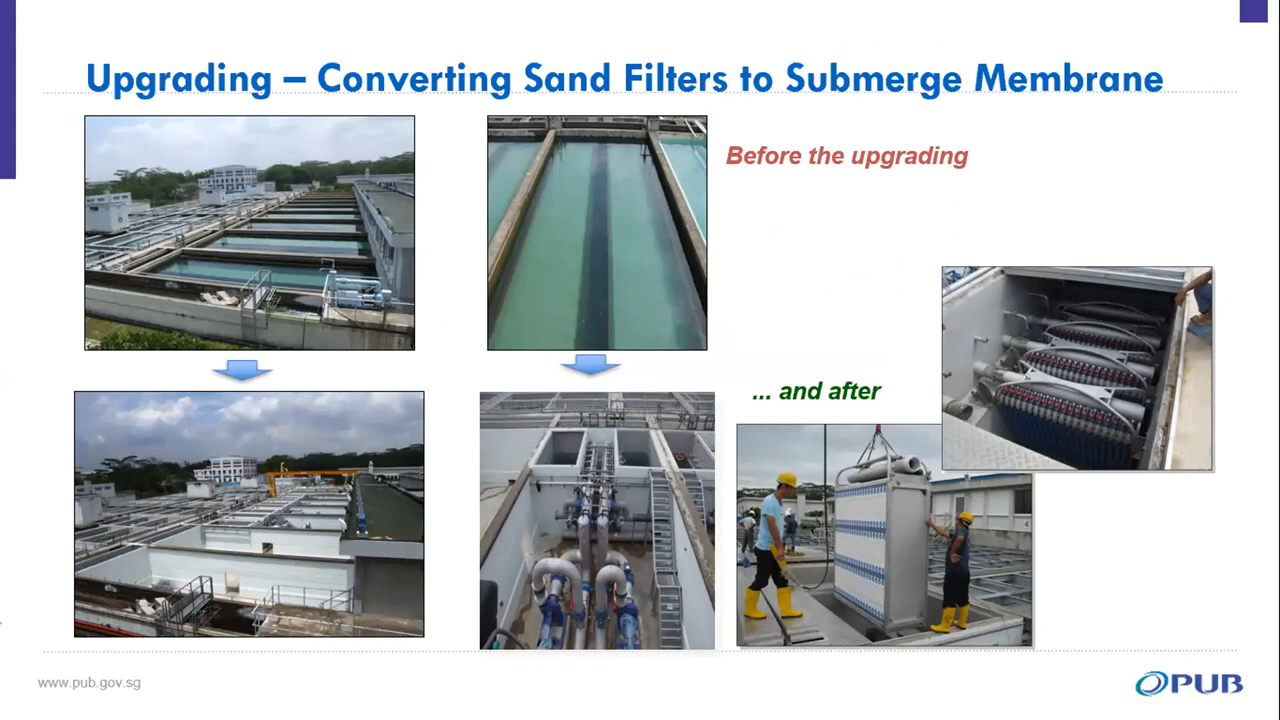 Upgrading – Converting Sand Filters to Submerge Membrane
Before the upgrading
... and after
www.pub.gov.sg
PUB